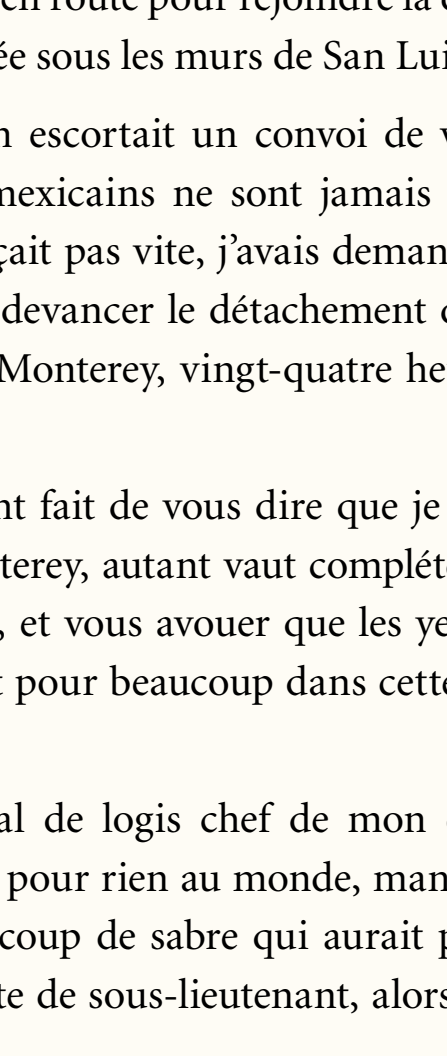 en route pour rejoindre la
ée sous les murs de San Lui
n escortait un convoi de v
mexicains ne sont jamais
çait pas vite, j’avais deman
devancer le détachement
Monterey, vingt-quatre he
nt fait de vous dire que je
terey, autant vaut compléte
, et vous avouer que les ye
t pour beaucoup dans cette
al de logis chef de mon
pour rien au monde, man
coup de sabre qui aurait p
te de sous-lieutenant, alors